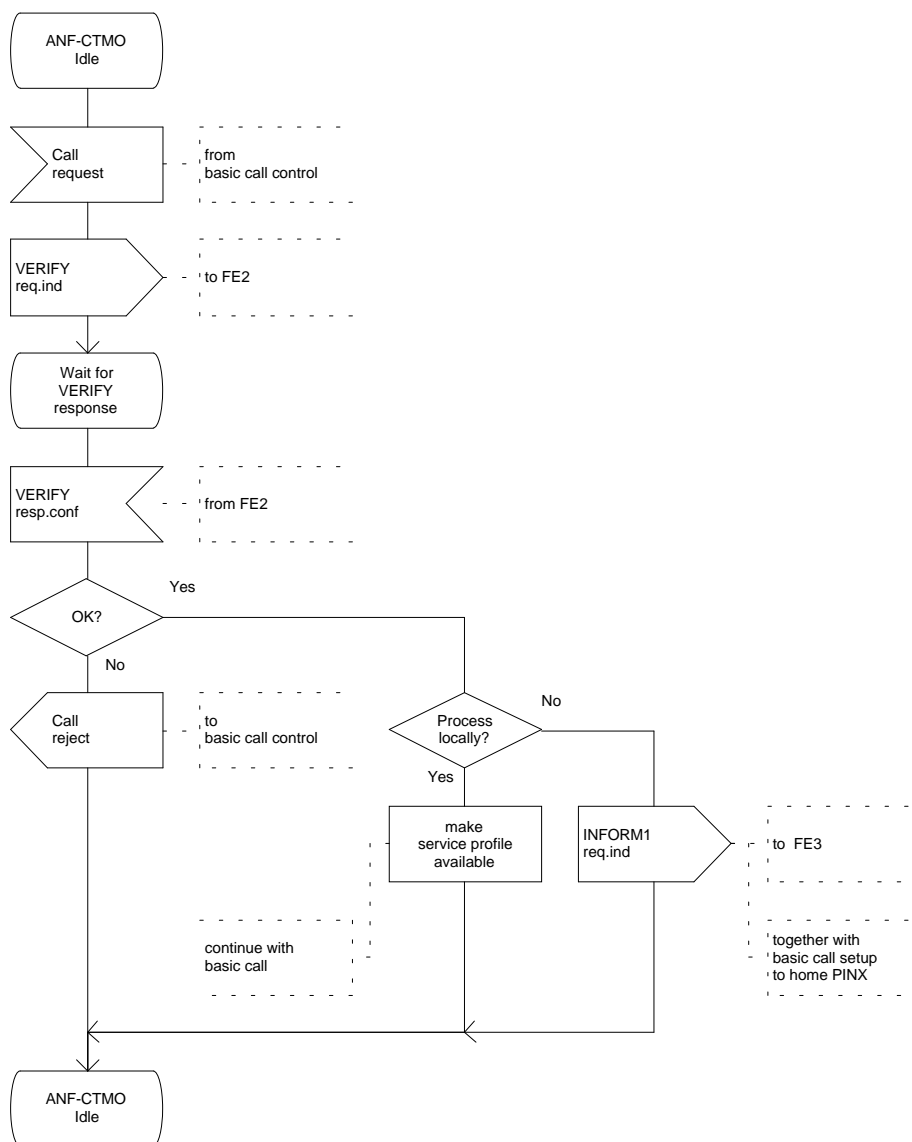 ANF-CTMO
Idle
Call
request
from
basic call control
VERIFY
req.ind
to FE2
Wait for
VERIFY
response
VERIFY
resp.conf
from FE2
OK?
Yes
No
Call
reject
to
basic call control
Process
locally?
No
Yes
make
service profile
available
INFORM1
req.ind
to FE3
continue with
basic call
together with
basic call setup
to home PINX
ANF-CTMO
Idle